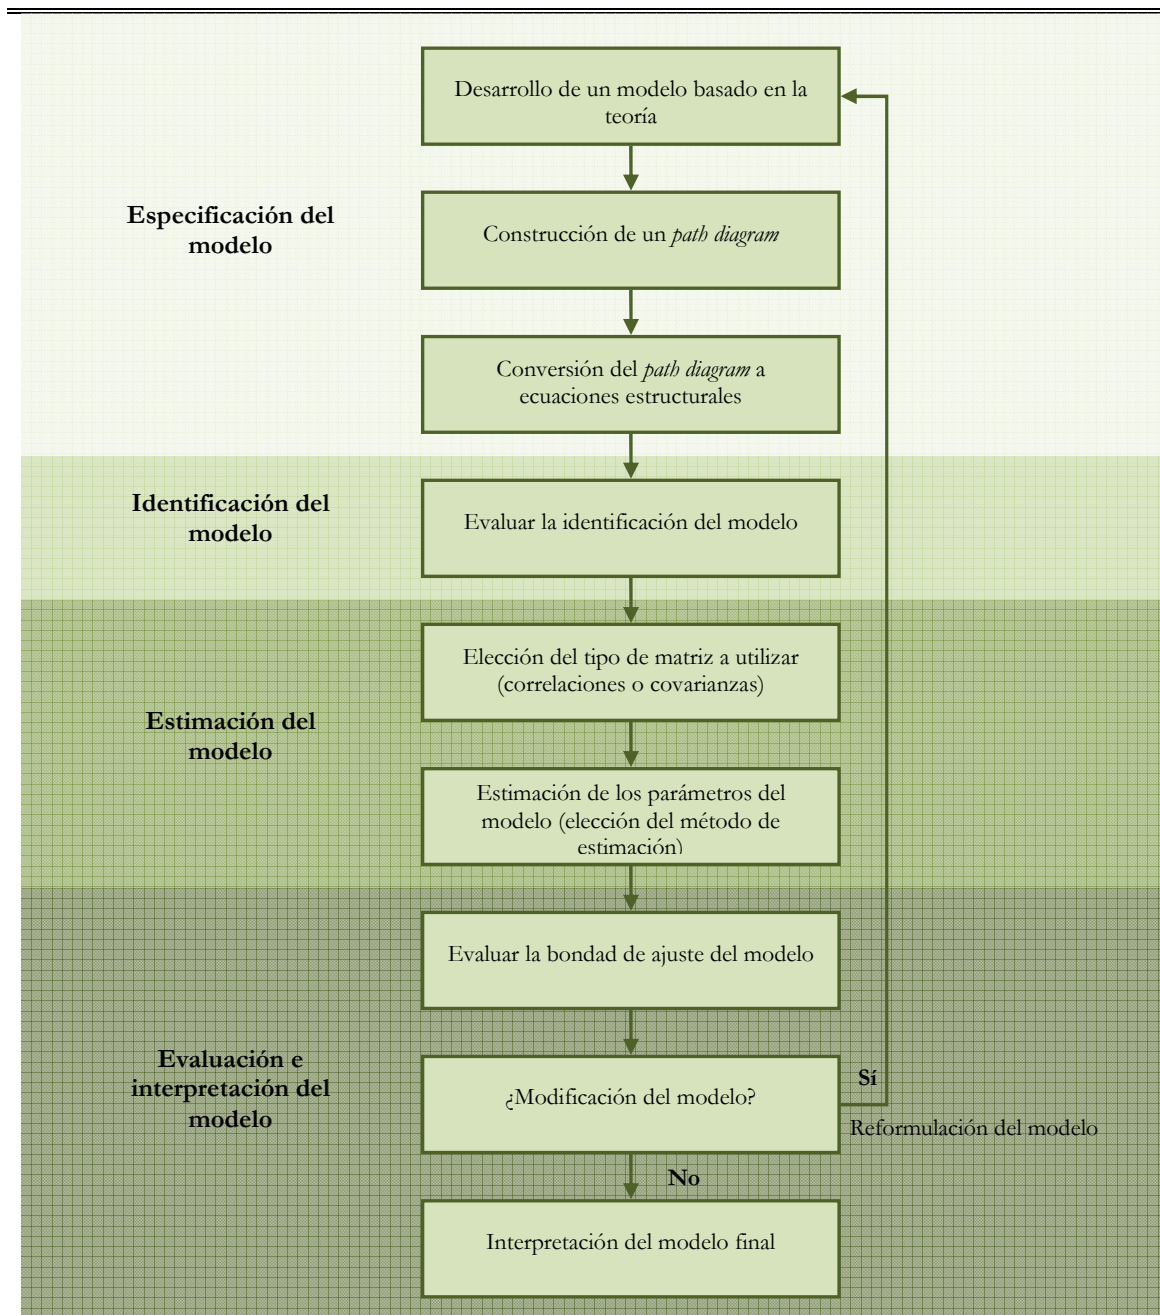 Desarrollo de un modelo basado en la
teoría
Especificación del
modelo
Construcción de un path diagram
Conversión del path diagram a
ecuaciones estructurales
Identificación del
modelo
Evaluar la identificación del modelo
Estimación del
modelo
Elección del tipo de matriz a utilizar
(correlaciones o covarianzas)
Estimación de los parámetros del
modelo (elección del método de
estimación)
Evaluar la bondad de ajuste del modelo
Evaluación e
interpretación del
modelo
¿Modificación del modelo?
Sí
Reformulación del modelo
No
Interpretación del modelo final